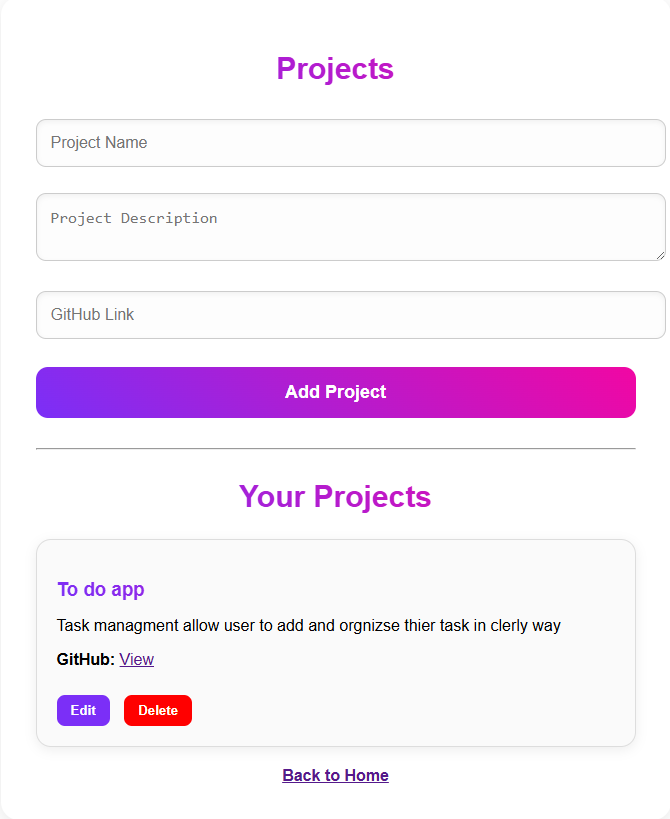 Projects
Project Name
Project Description
GitHub Link
Add Project
Your Projects
To do app
Task managment allow user to add and orgnizse thier task in clerly way
GitHub: View
Edit Delete
Back to Home